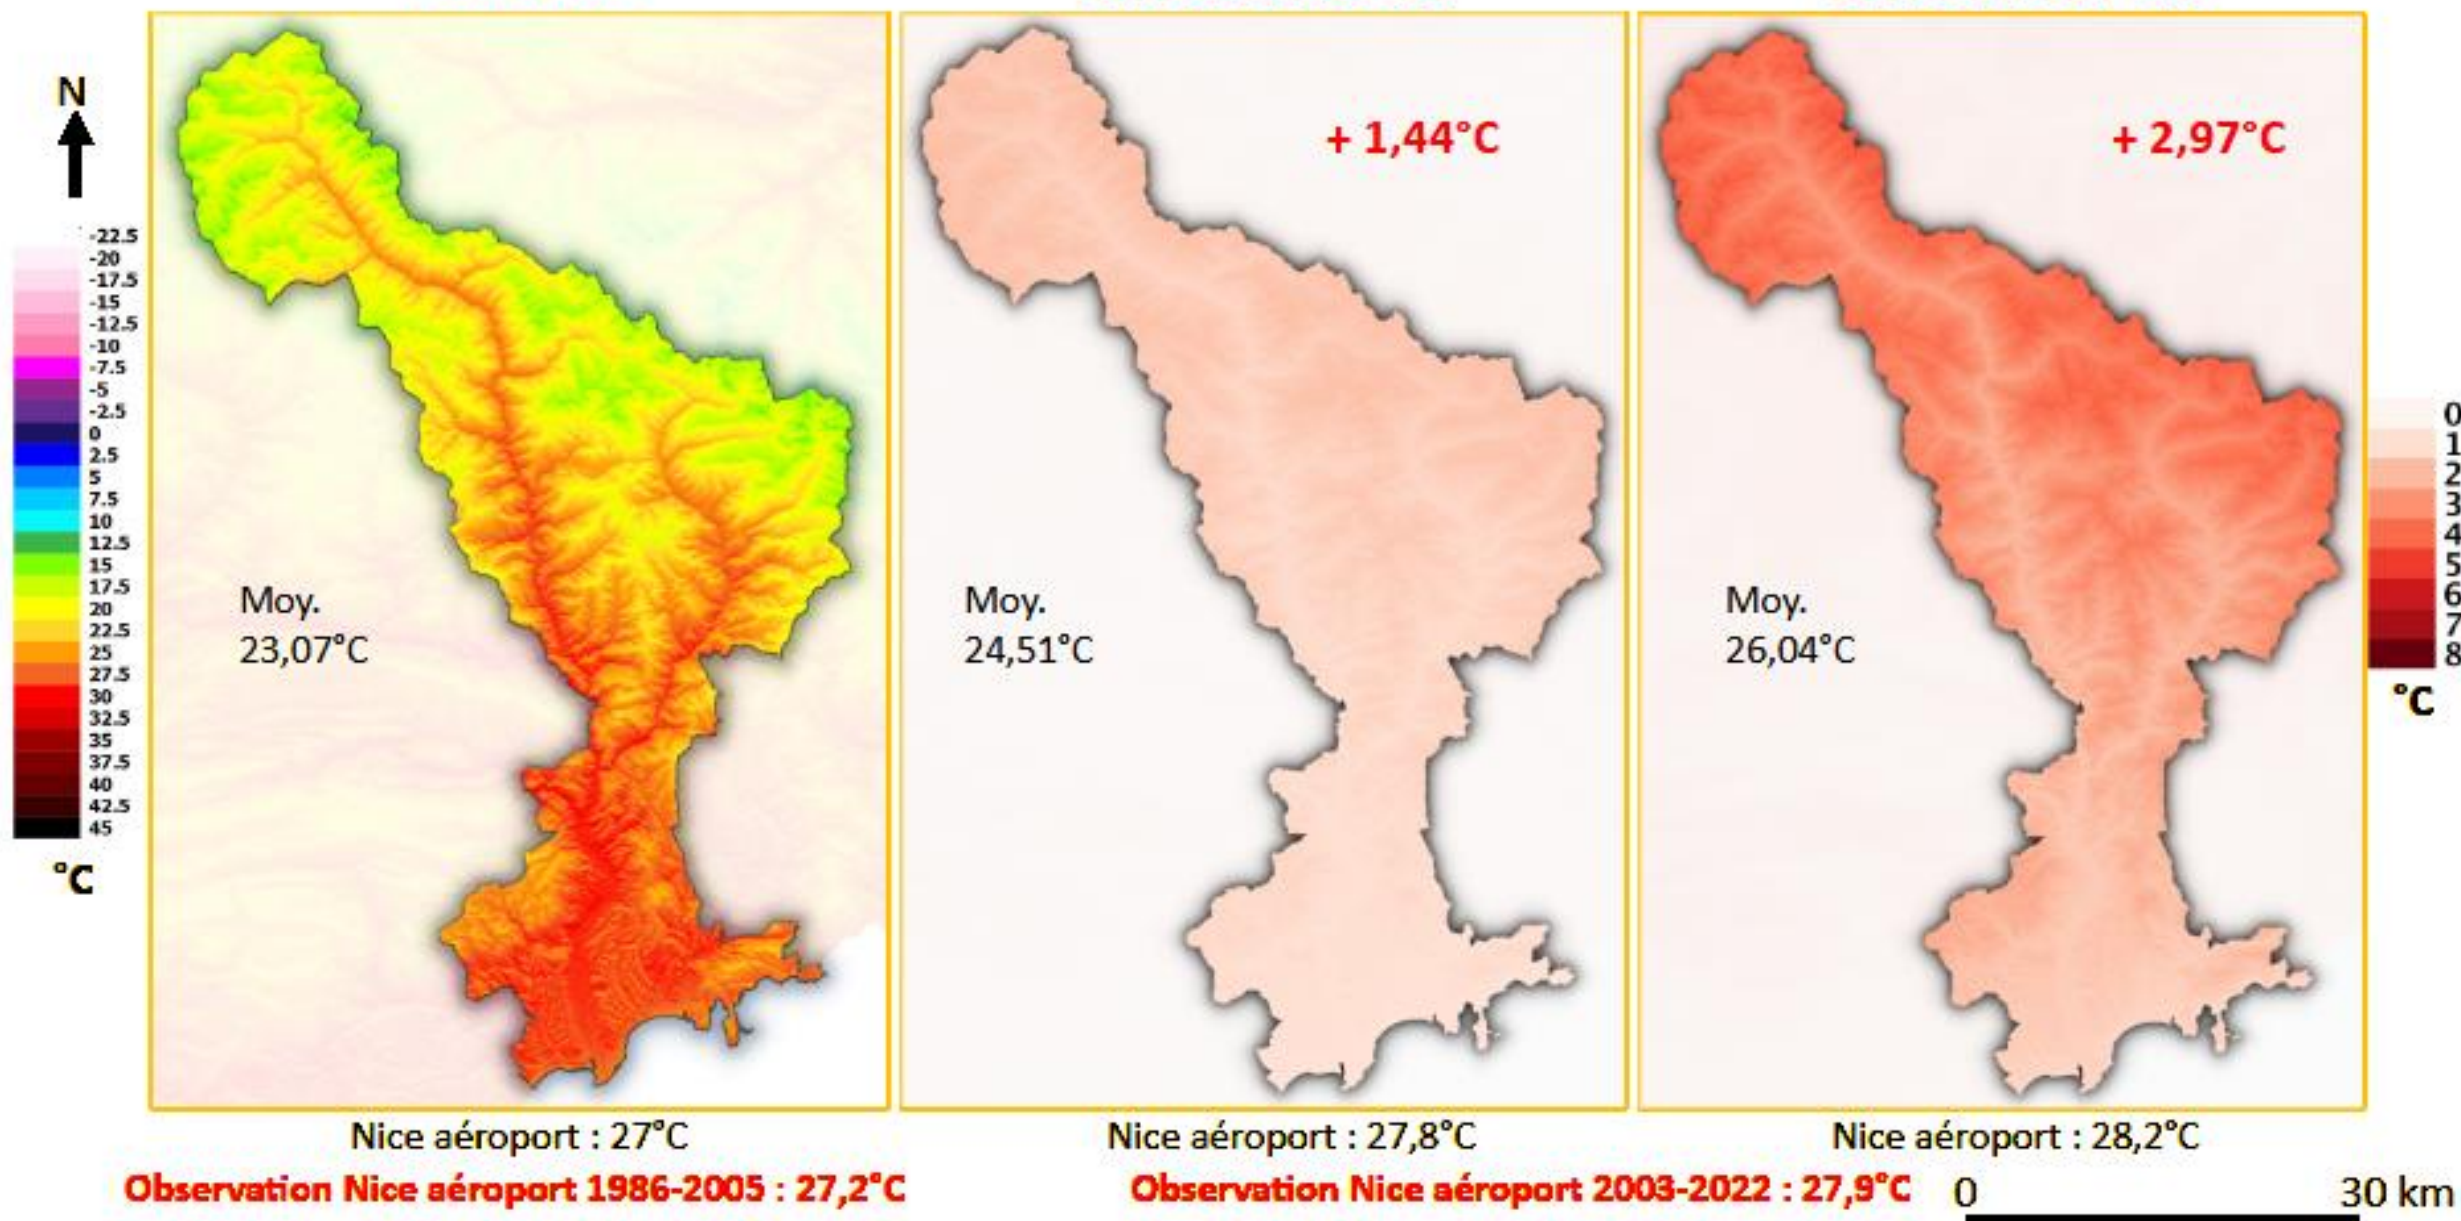 N
-22.5
-20
-17.5
-15
-12.5
-10
-7.5
-5
-2.5
0
2.5
5
7.5
10
12.5
15
17.5
20
22.5
25
27.5
30
32.5
35
37.5
40
42.5
45
°C
Moy.
23,07°C
+ 1,44°C
Moy.
24,51°C
+ 2,97°C
Moy.
26,04°C
0
1
2
3
4
5
6
7
8
°C
Nice aéroport : 27°C
Nice aéroport : 27,8°C
Nice aéroport : 28,2°C
Observation Nice aéroport 1986-2005 : 27,2°C
Observation Nice aéroport 2003-2022 : 27,9°C
0 30 km